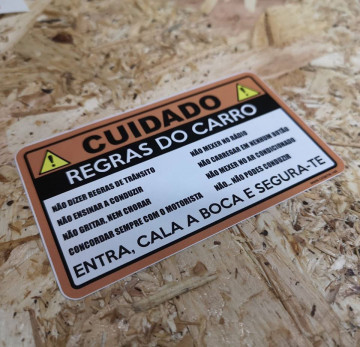 CUIDADO
REGRAS DO CARRO
NÃO DIZER REGRAS DE TRÂNSITO
NÃO ENSINAR A CONDUZIR
NÃO GRITAR, NEM CHORAR
CONCORDAR SEMPRE COM O MOTORISTA
NÃO MEXER NO RÁDIO
NÃO CARREGAR EM NENHUM BOTÃO
NÃO MEXER NO AR CONDICIONADO
NÃO... NÃO PODES CONDUZIR
ENTRA, CALA A BOCA E SEGURA-TE